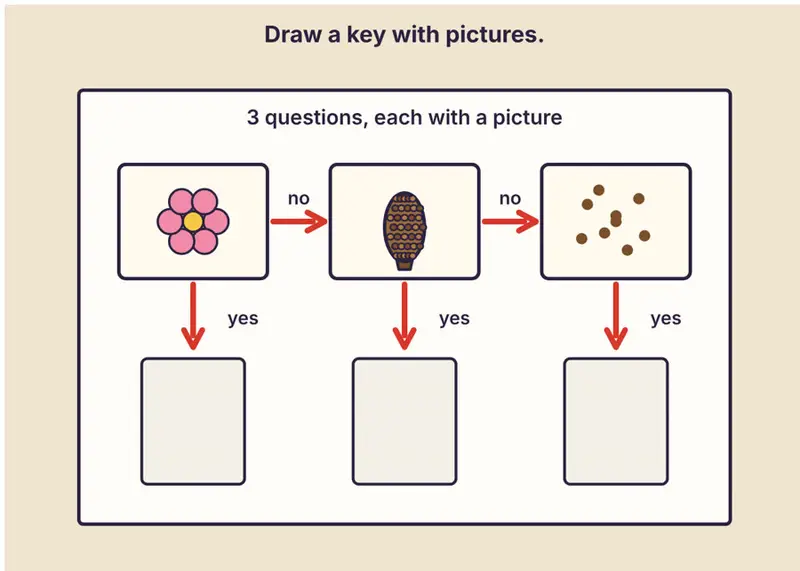 Draw a key with pictures.
3 questions, each with a picture
no
no
yes
yes
yes